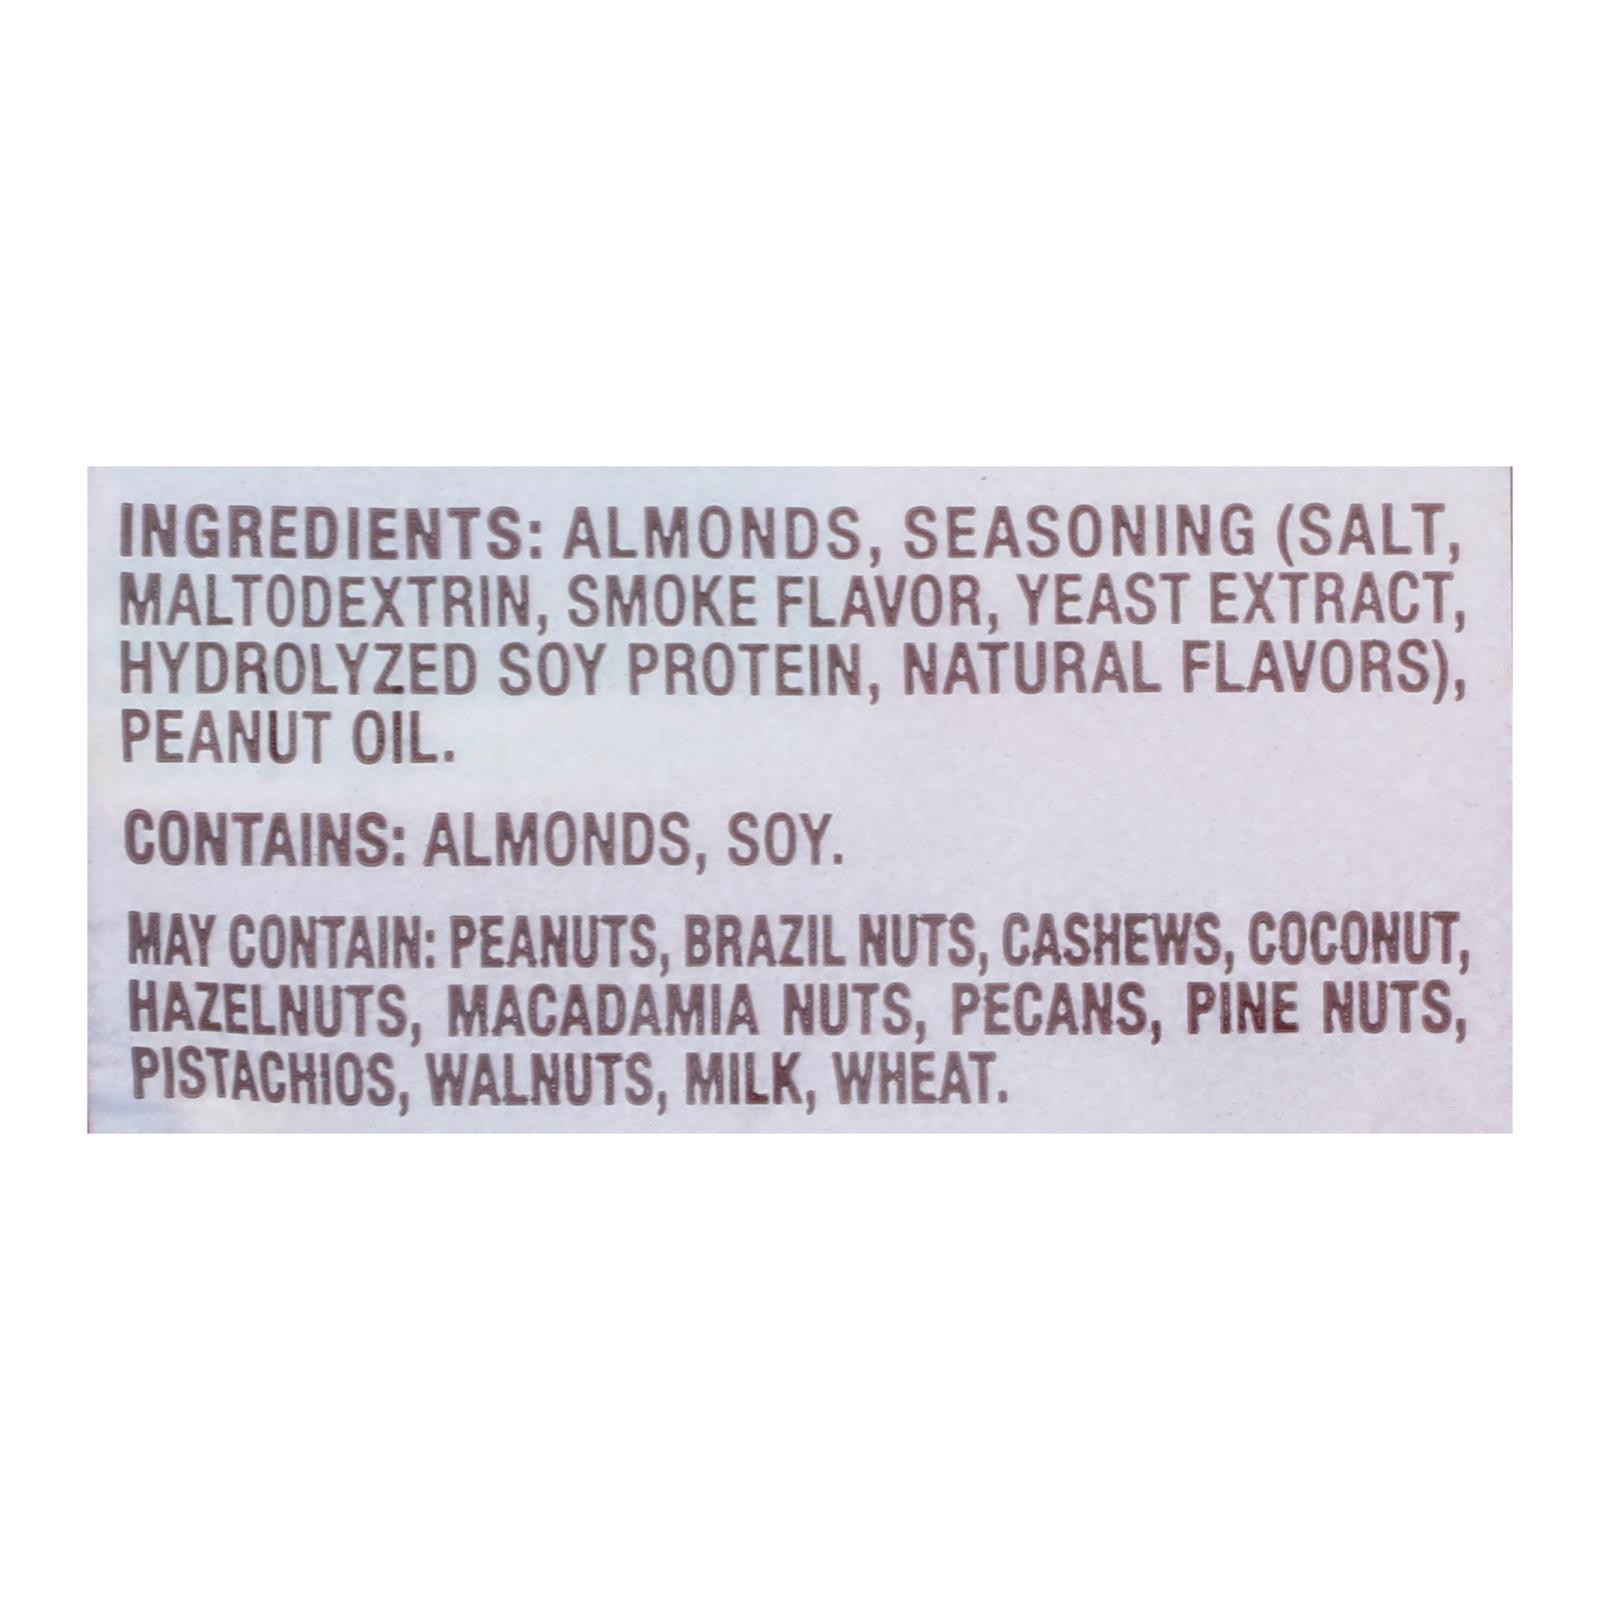 INGREDIENTS: ALMONDS, SEASONING (SALT,
MALTODEXTRIN, SMOKE FLAVOR, YEAST EXTRACT,
HYDROLYZED SOY PROTEIN, NATURAL FLAVORS),
PEANUT OIL.
CONTAINS: ALMONDS, SOY.
MAY CONTAIN: PEANUTS, BRAZIL NUTS, CASHEWS, COCONUT,
HAZELNUTS, MACADAMIA NUTS, PECANS, PINE NUTS,
PISTACHIOS, WALNUTS, MILK, WHEAT.